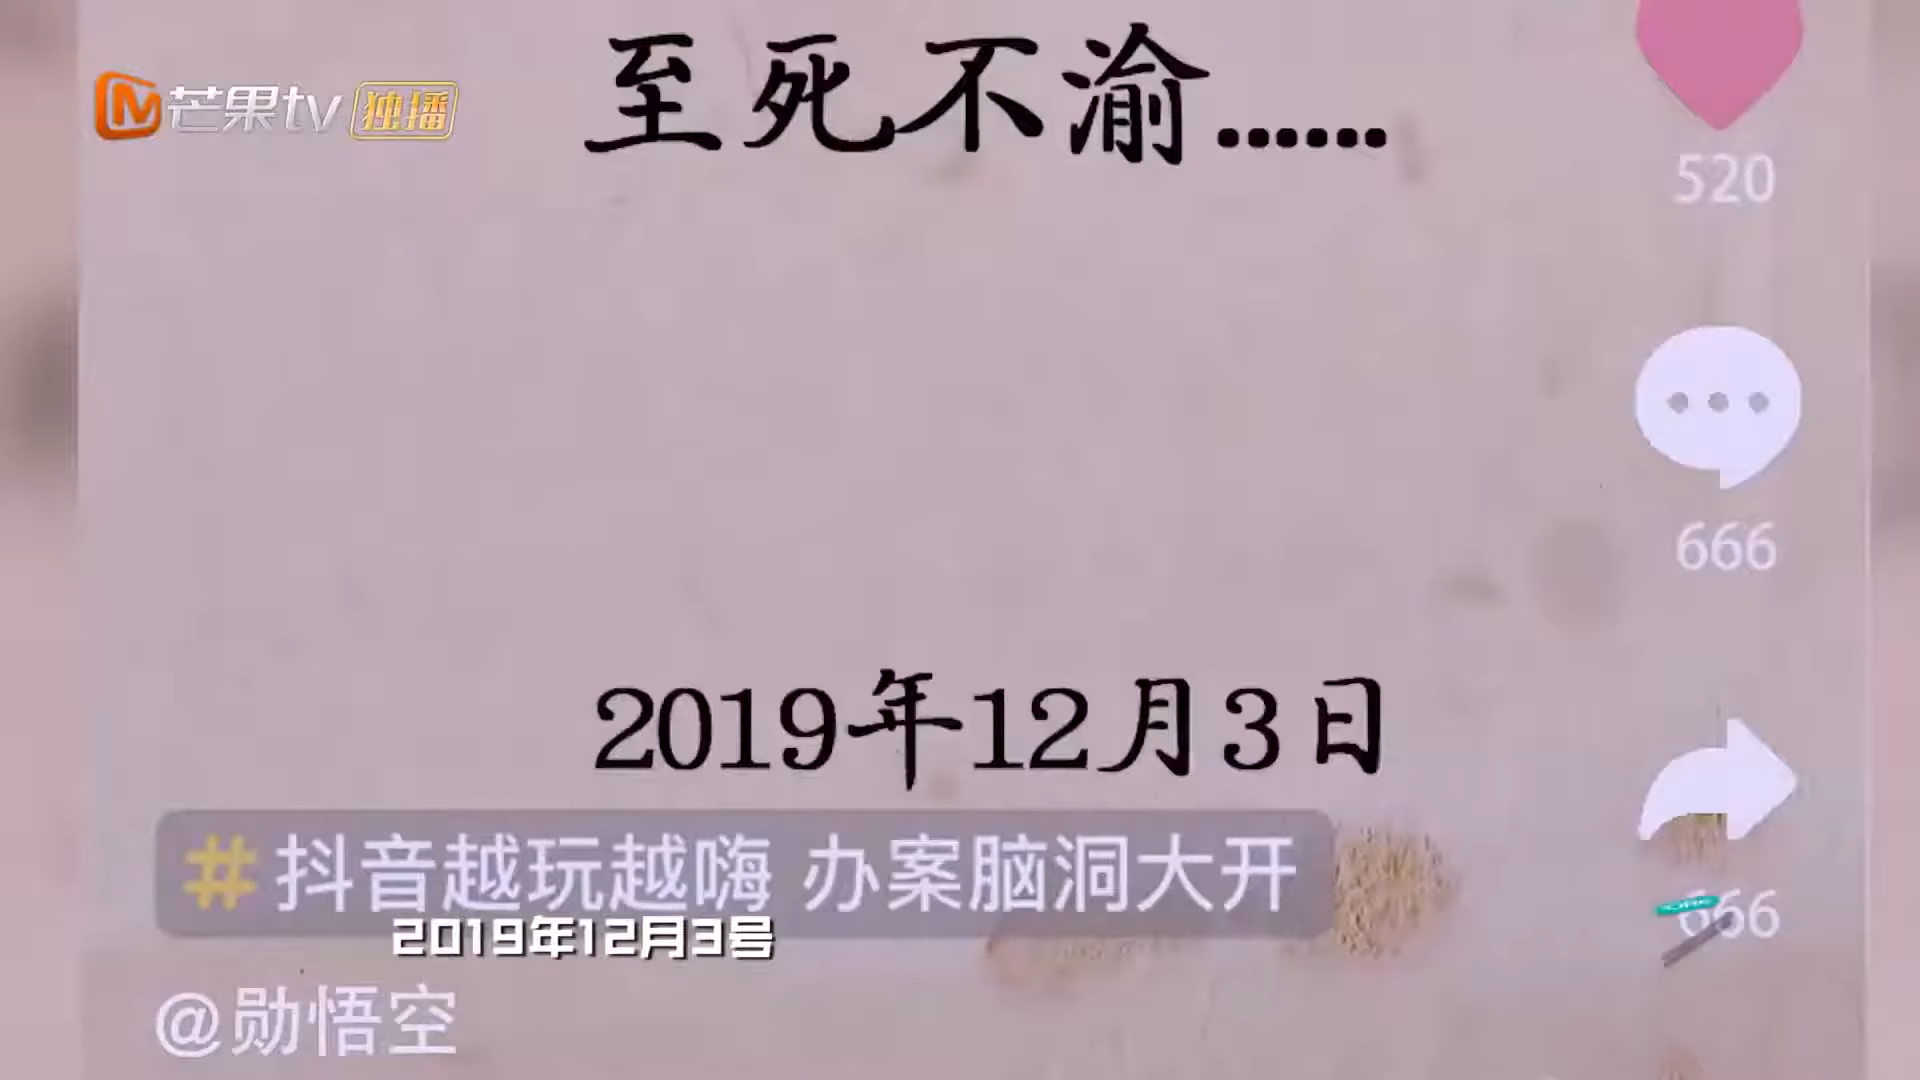 至死不渝......
芒果tv 独播
520
666
2019年12月3日
#抖音越玩越嗨 办案脑洞大开
666
2019年12月3号
@勋悟空